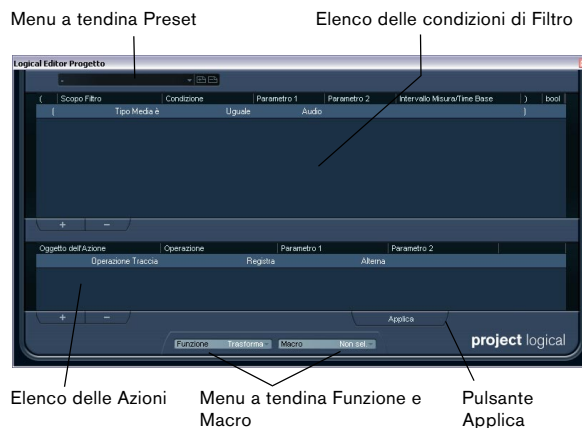 Menu a tendina Preset
Elenco delle condizioni di Filtro
Logical Editor Progetto
( Scopo Filtro Condizione Parametro 1 Parametro 2 Intervallo Misura/Time Base ) bool
( Tipo Media è Uguale Audio )
+ −
Oggetto dell'Azione Operazione Parametro 1 Parametro 2
Operazione Traccia Registra Alterna
+ −
Applica
Funzione Trasforma Macro Non sel.
project logical
Elenco delle Azioni
Menu a tendina Funzione e
Macro
Pulsante
Applica